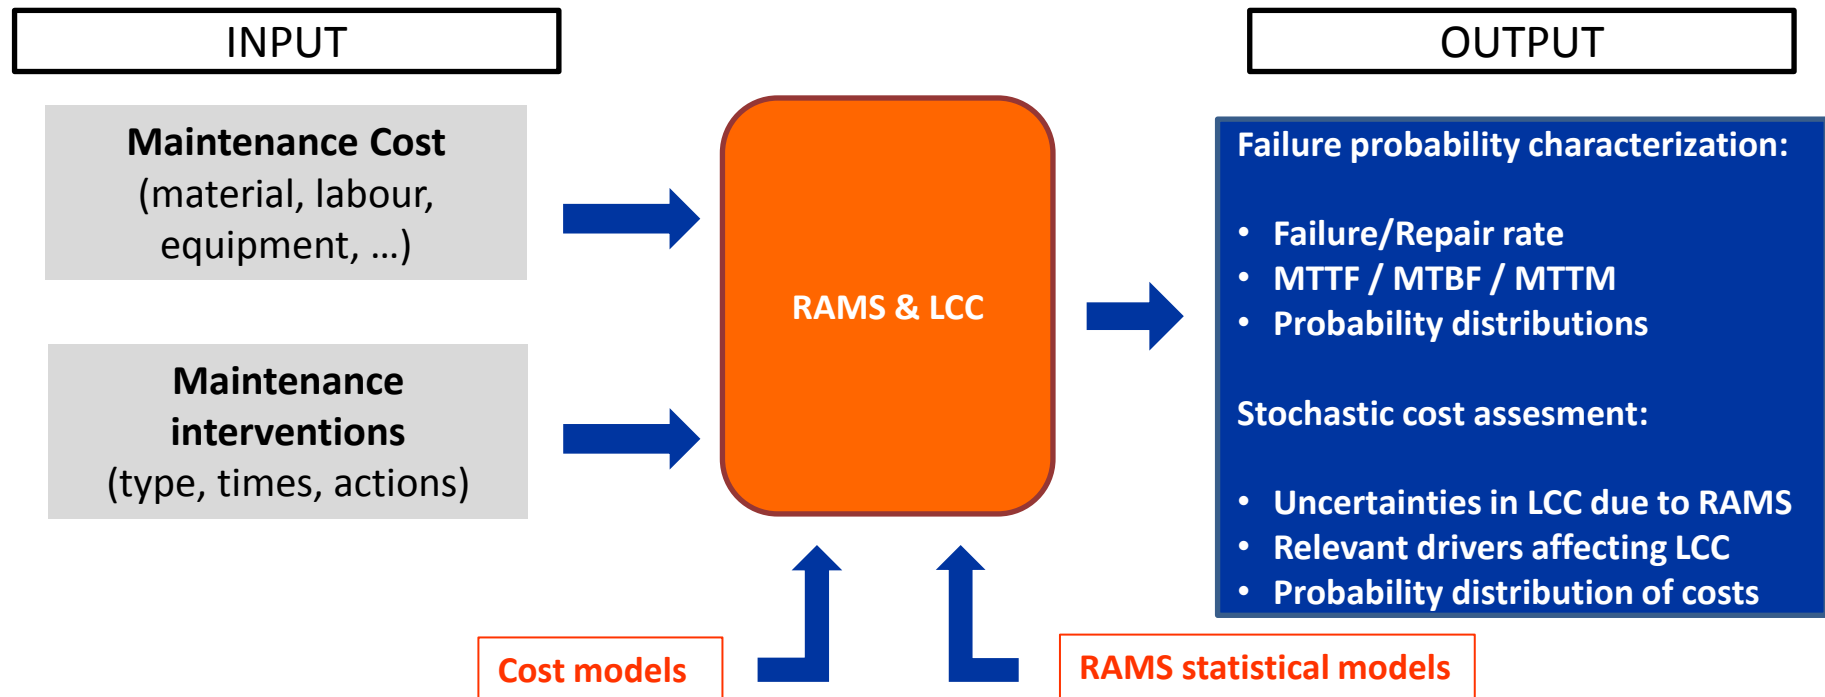 INPUT
OUTPUT
Maintenance Cost
(material, labour,
equipment, ...)
Maintenance
interventions
(type, times, actions)
RAMS & LCC
Failure probability characterization:
• Failure/Repair rate
• MTTF / MTBF / MTTM
• Probability distributions
Stochastic cost assesment:
• Uncertainties in LCC due to RAMS
• Relevant drivers affecting LCC
• Probability distribution of costs
Cost models
RAMS statistical models